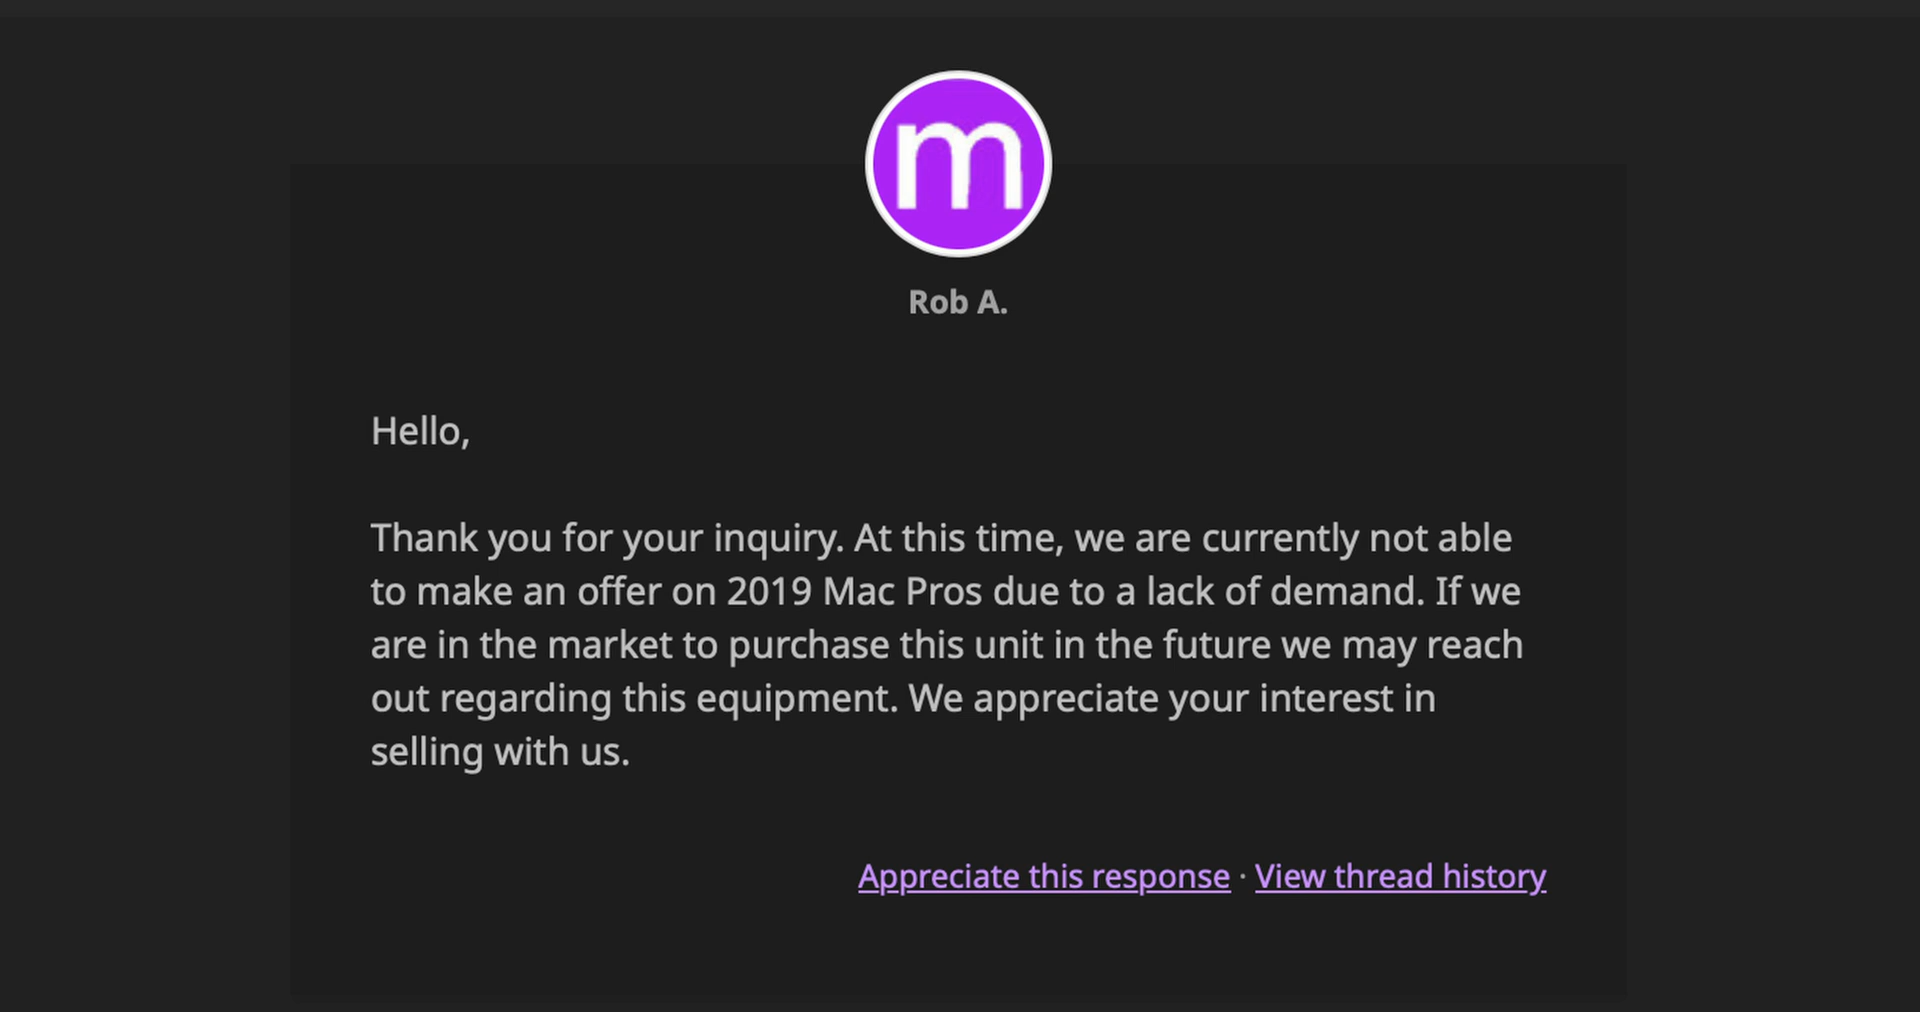 m
Rob A.
Hello,
Thank you for your inquiry. At this time, we are currently not able
to make an offer on 2019 Mac Pros due to a lack of demand. If we
are in the market to purchase this unit in the future we may reach
out regarding this equipment. We appreciate your interest in
selling with us.
Appreciate this response · View thread history